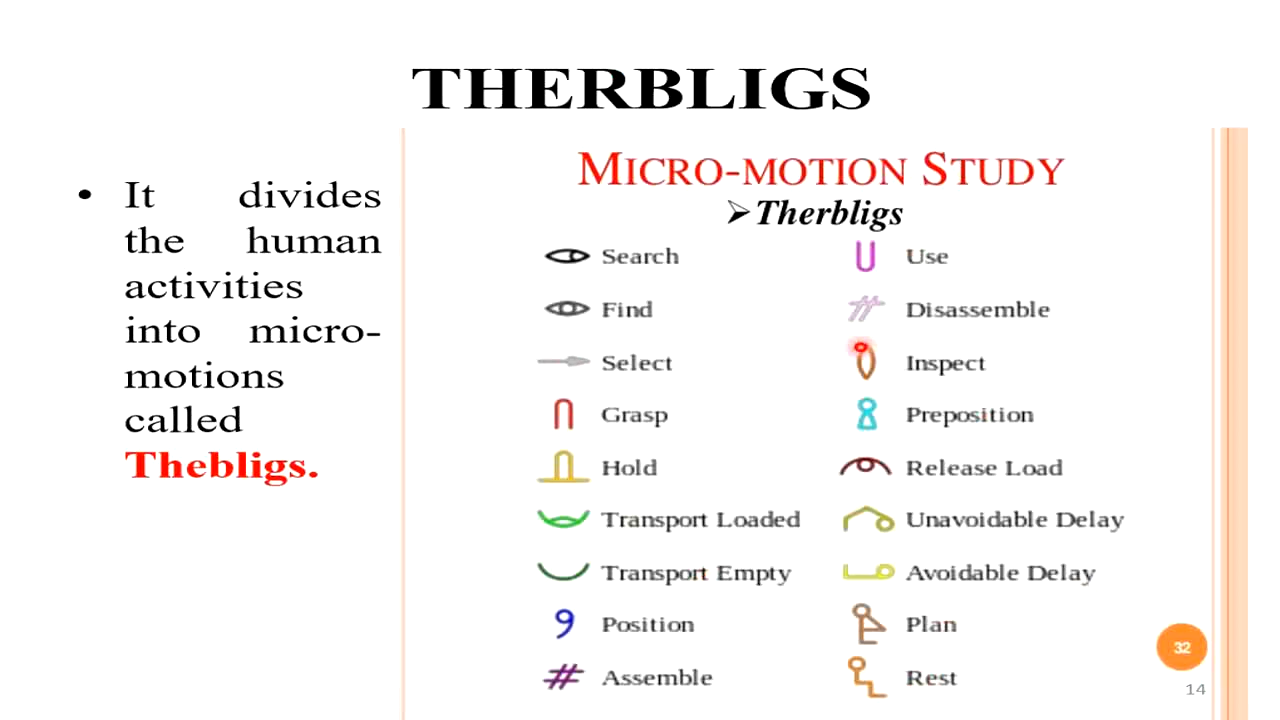 THERBLIGS
• It divides
the human
activities
into micro-
motions
called
Thebligs.
MICRO-MOTION STUDY
➢Therbligs
Search
Find
Select
Grasp
Hold
Transport Loaded
Transport Empty
Position
Assemble
Use
Disassemble
Inspect
Preposition
Release Load
Unavoidable Delay
Avoidable Delay
Plan
Rest
32
14